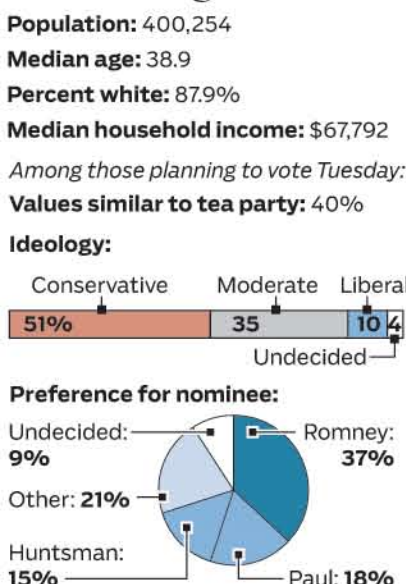 Population: 400,254
Median age: 38.9
Percent white: 87.9%
Median household income: $67,792
Among those planning to vote Tuesday:
Values similar to tea party: 40%
Ideology:
Conservative Moderate Liberal
51% 35 10 4
Undecided
Preference for nominee:
Undecided: 9%
Romney: 37%
Other: 21%
Huntsman: 15%
Paul: 18%